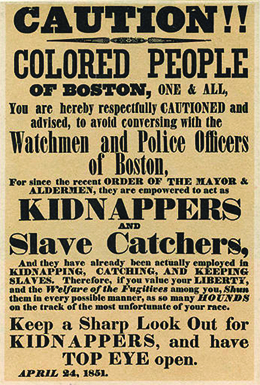 CAUTION!!
COLORED PEOPLE
OF BOSTON, ONE & ALL,
You are hereby respectfully CAUTIONED and
advised, to avoid conversing with the
Watchmen and Police Officers
of Boston,
For since the recent ORDER OF THE MAYOR &
ALDERMEN, they are empowered to act as
KIDNAPPERS
AND
Slave Catchers,
And they have already been actually employed in
KIDNAPPING, CATCHING, AND KEEPING
SLAVES. Therefore, if you value your LIBERTY,
and the Welfare of the Fugitives among you, Shun
them in every possible manner, as so many HOUNDS
on the track of the most unfortunate of your race.
Keep a Sharp Look Out for
KIDNAPPERS, and have
TOP EYE open.
APRIL 24, 1851.